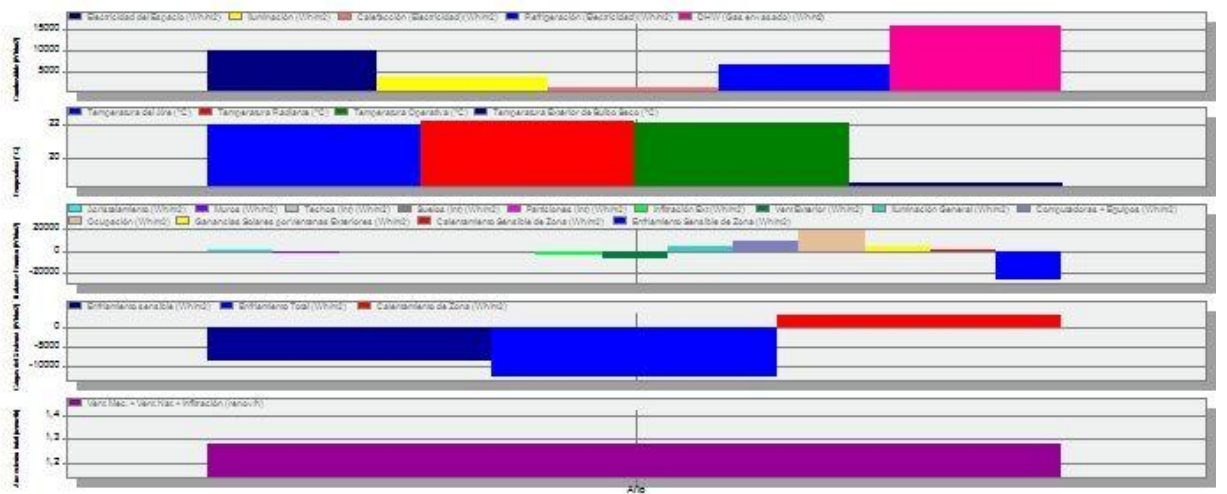 Electricidad del Espacio (Wh/m2) Iluminación (Wh/m2) Calefacción (Electricidad) (Wh/m2) Refrigeración (Electricidad) (Wh/m2) DHW (Gas envasado) (Wh/m2)
15000
10000
5000
Temperatura del Aire (°C) Temperatura Radiante (°C) Temperatura Operativa (°C) Temperatura Exterior de Bulbo Seco (°C)
22
20
Temperatura (°C)
Acristalamiento (Wh/m2) Muros (Wh/m2) Techos (Int) (Wh/m2) Suelos (Int) (Wh/m2) Particiones (Int) (Wh/m2) Infiltración Ext (Wh/m2) Vent Exterior (Wh/m2) Iluminación General (Wh/m2) Computadoras + Equipos (Wh/m2)
Ocupación (Wh/m2) Ganancias Solares por Ventanas Exteriores (Wh/m2) Calentamiento Sensible de Zona (Wh/m2) Enfriamiento Sensible de Zona (Wh/m2)
20000
0
-20000
Enfriamiento sensible (Wh/m2) Enfriamiento Total (Wh/m2) Calentamiento de Zona (Wh/m2)
0
-5000
-10000
Vent Mec. + Vent Nat + Infiltración (renov/h)
1,4
1,3
1,2
Año